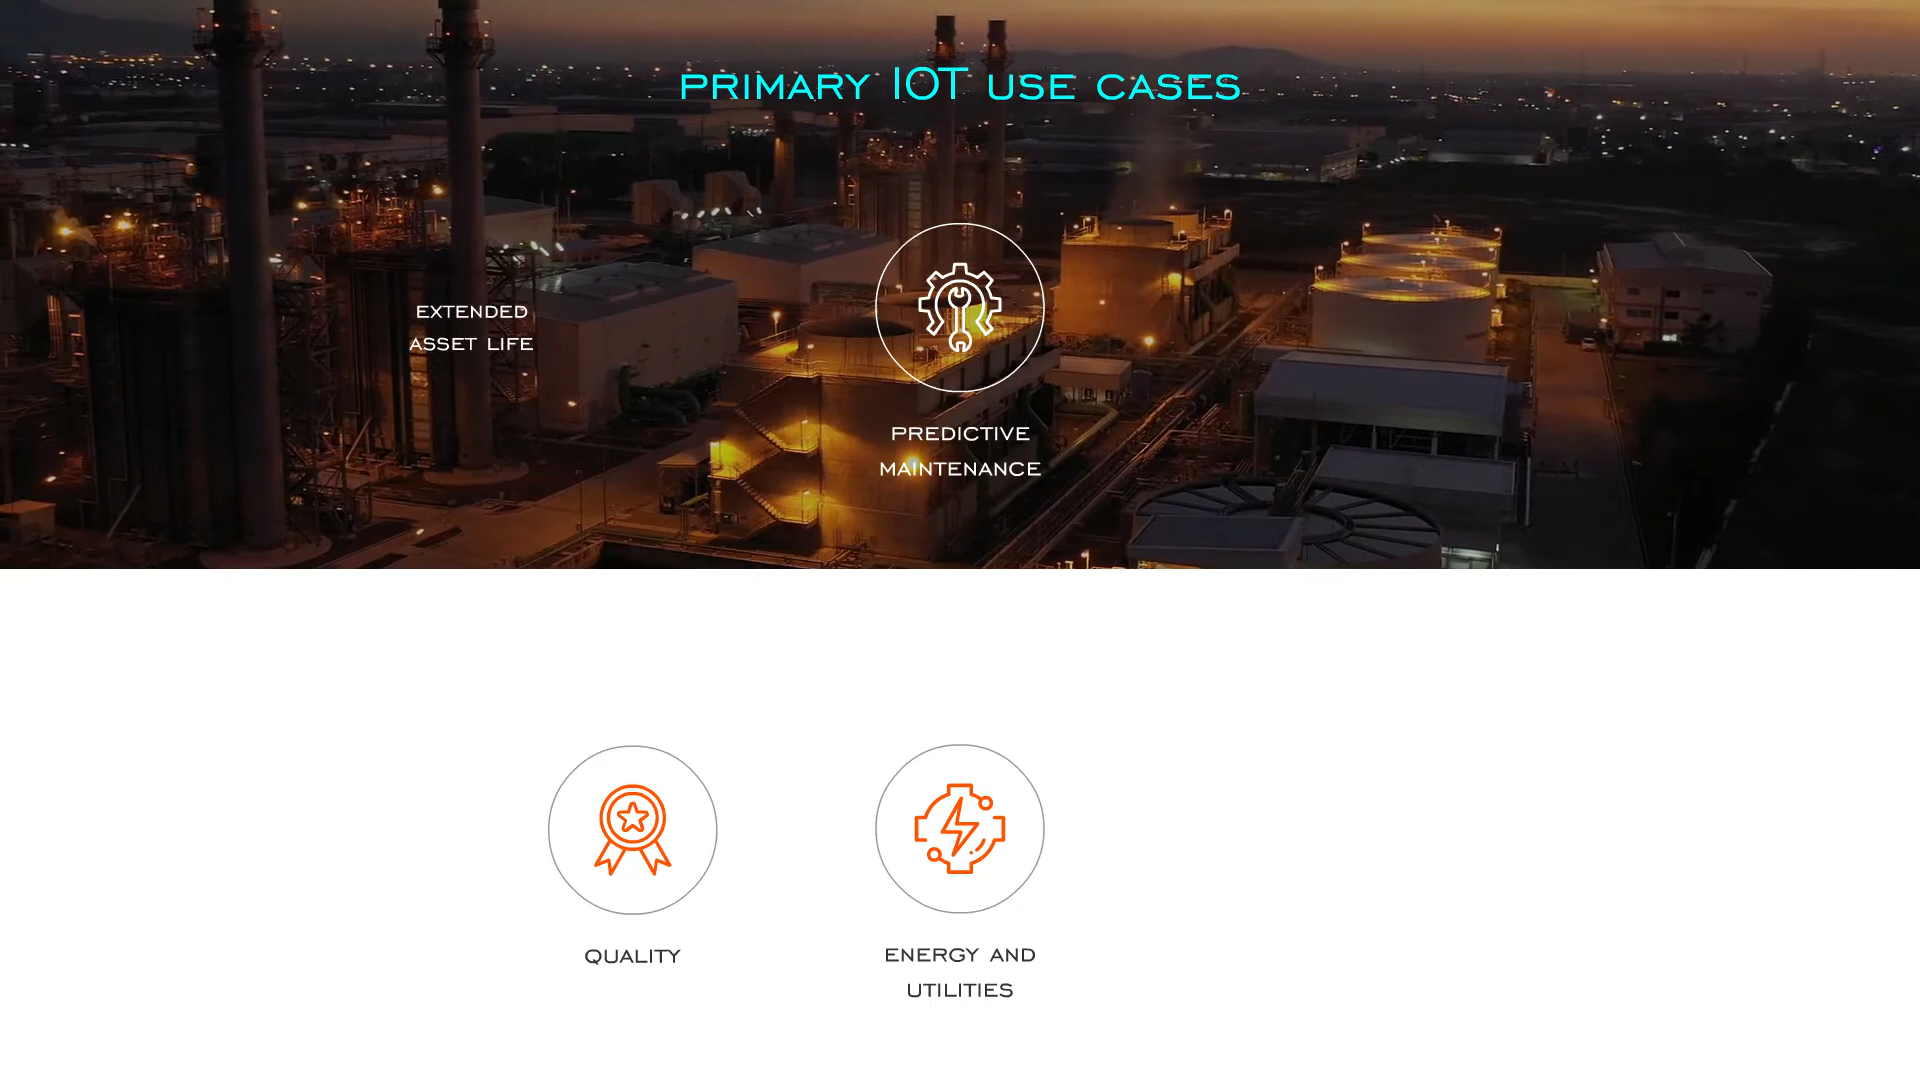 PRIMARY IOT USE CASES
EXTENDED
ASSET LIFE
PREDICTIVE
MAINTENANCE
QUALITY
ENERGY AND
UTILITIES